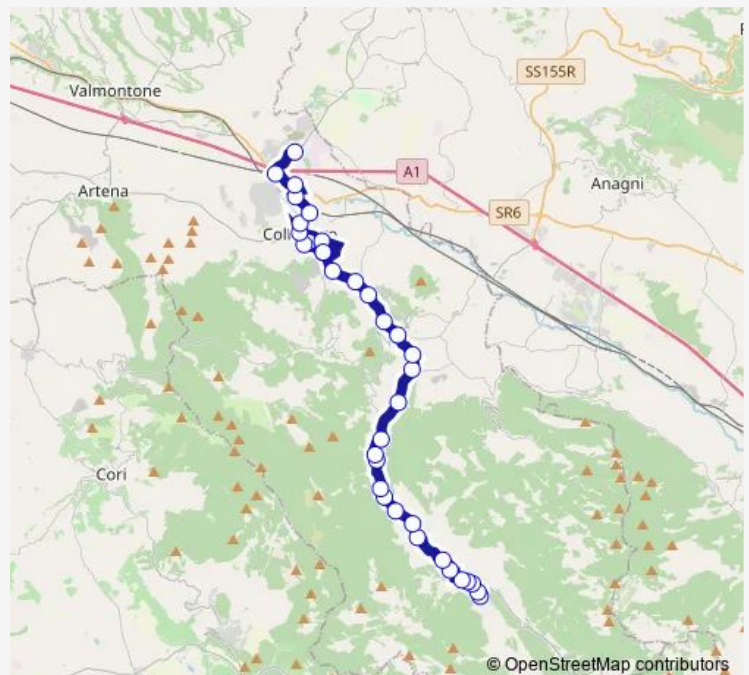 SS155R
Valmontone
A1
Artena
Anagni
SR6
Cori
© OpenStreetMap contributors